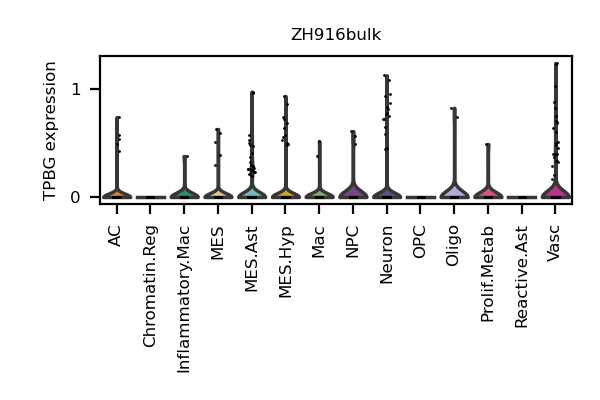 ZH916bulk
TPBG expression
1
0
AC
Chromatin.Reg
Inflammatory.Mac
MES
MES.Ast
MES.Hyp
Mac
NPC
Neuron
OPC
Oligo
Prolif.Metab
Reactive.Ast
Vasc